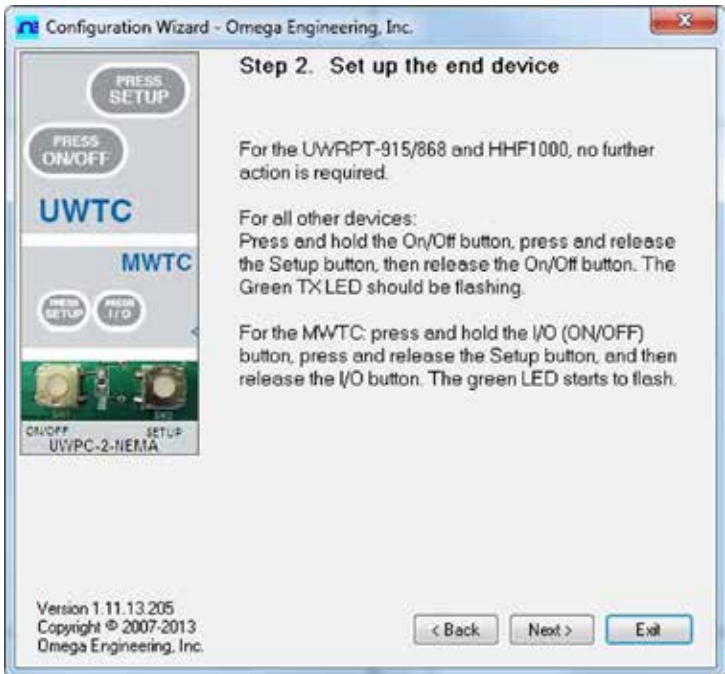 Configuration Wizard - Omega Engineering, Inc.
Step 2. Set up the end device
PRESS
SETUP
PRESS
ON/OFF
UWTC
MWTC
PRESS
SETUP
PRESS
I/O
ON/OFF
SETUP
UWPC-2-NEMA
For the UWRPT-915/868 and HHF1000, no further
action is required.
For all other devices:
Press and hold the On/Off button, press and release
the Setup button, then release the On/Off button. The
Green TX LED should be flashing.
For the MWTC: press and hold the I/O (ON/OFF)
button, press and release the Setup button, and then
release the I/O button. The green LED starts to flash.
Version 1.11.13.205
Copyright © 2007-2013
Omega Engineering, Inc.
< Back
Next >
Exit